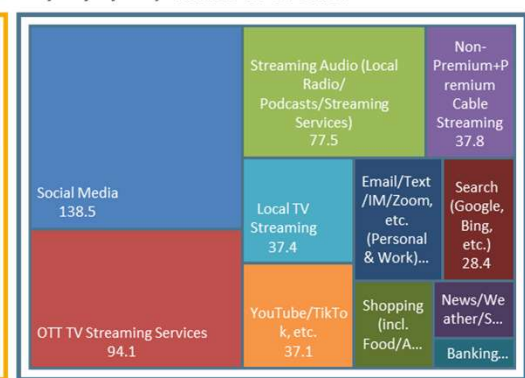 Social Media
138.5
OTT TV Streaming Services
94.1
Streaming Audio (Local
Radio/
Podcasts/Streaming
Services)
77.5
Non-
Premium+P
remium
Cable
Streaming
37.8
Local TV
Streaming
37.4
YouTube/TikTo
k, etc.
37.1
Email/Text
/IM/Zoom,
etc.
(Personal
& Work)...
Search
(Google,
Bing,
etc.)
28.4
Shopping
(incl.
Food/A...
News/We
ather/S...
Banking...